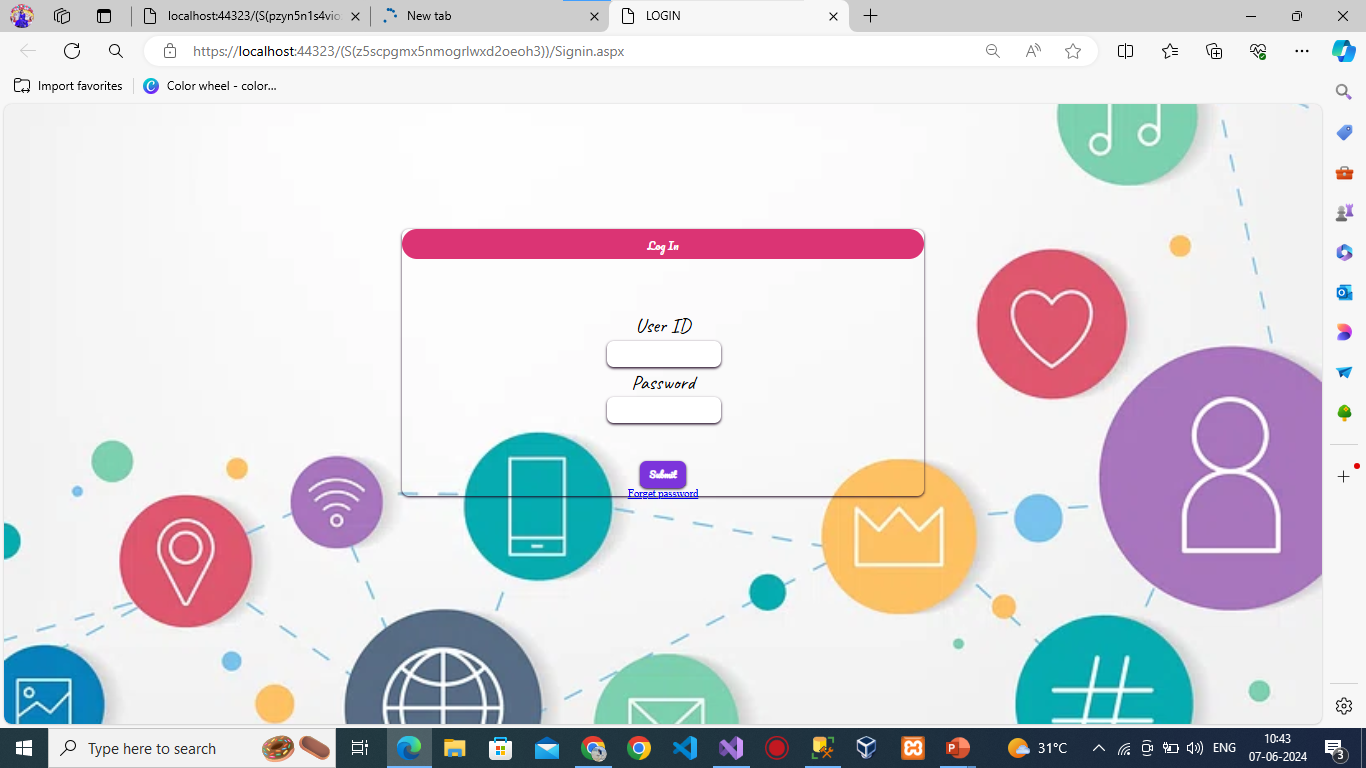 localhost:44323/(S(pzyn5n1s4vio
New tab
LOGIN
https://localhost:44323/(S(z5scpgmx5nmogrlwxd2oeoh3))/Signin.aspx
Import favorites
Color wheel - color...
Log In
User ID
Password
Submit
Forget password
Type here to search
31°C
ENG
10:43
07-06-2024
3